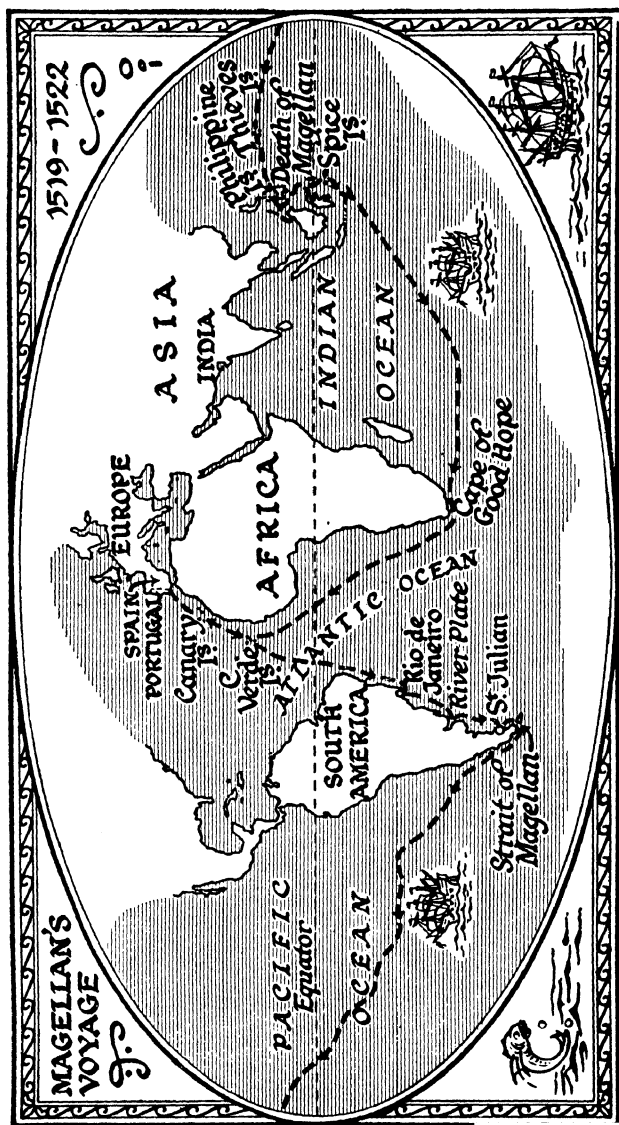 MAGELLAN'S
VOYAGE
1519-1522
EUROPE
SPAIN
PORTUGAL
Canary
Is
C
Verde
Is
ATLANTIC OCEAN
AFRICA
ASIA
INDIA
INDIAN
OCEAN
Philippine
Is
Thieves
Is
Death of
Magellan
Spice
Is.
PACIFIC
Equator
OCEAN
SOUTH
AMERICA
Rio de
Janeiro
River Plate
St Julian
Strait of
Magellan
Cape of
Good Hope